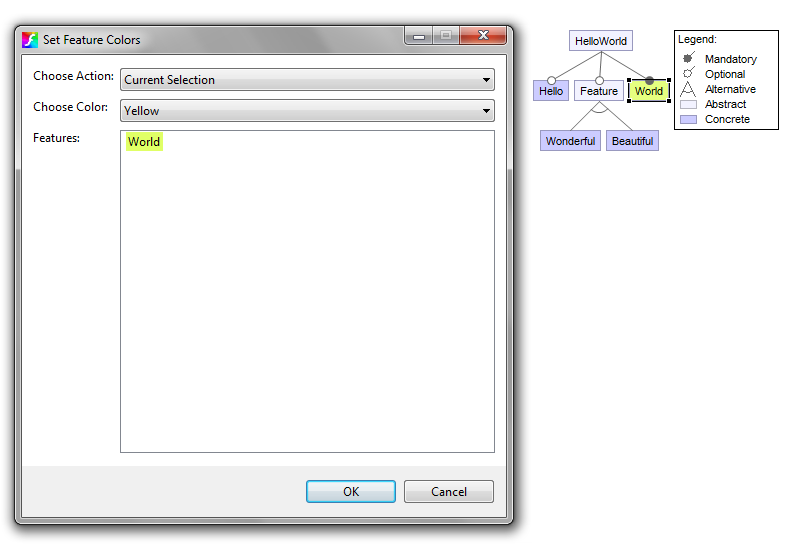 Set Feature Colors
Choose Action: Current Selection
Choose Color: Yellow
Features: World
OK Cancel
HelloWorld
Hello Feature World
Wonderful Beautiful
Legend:
Mandatory
Optional
Alternative
Abstract
Concrete